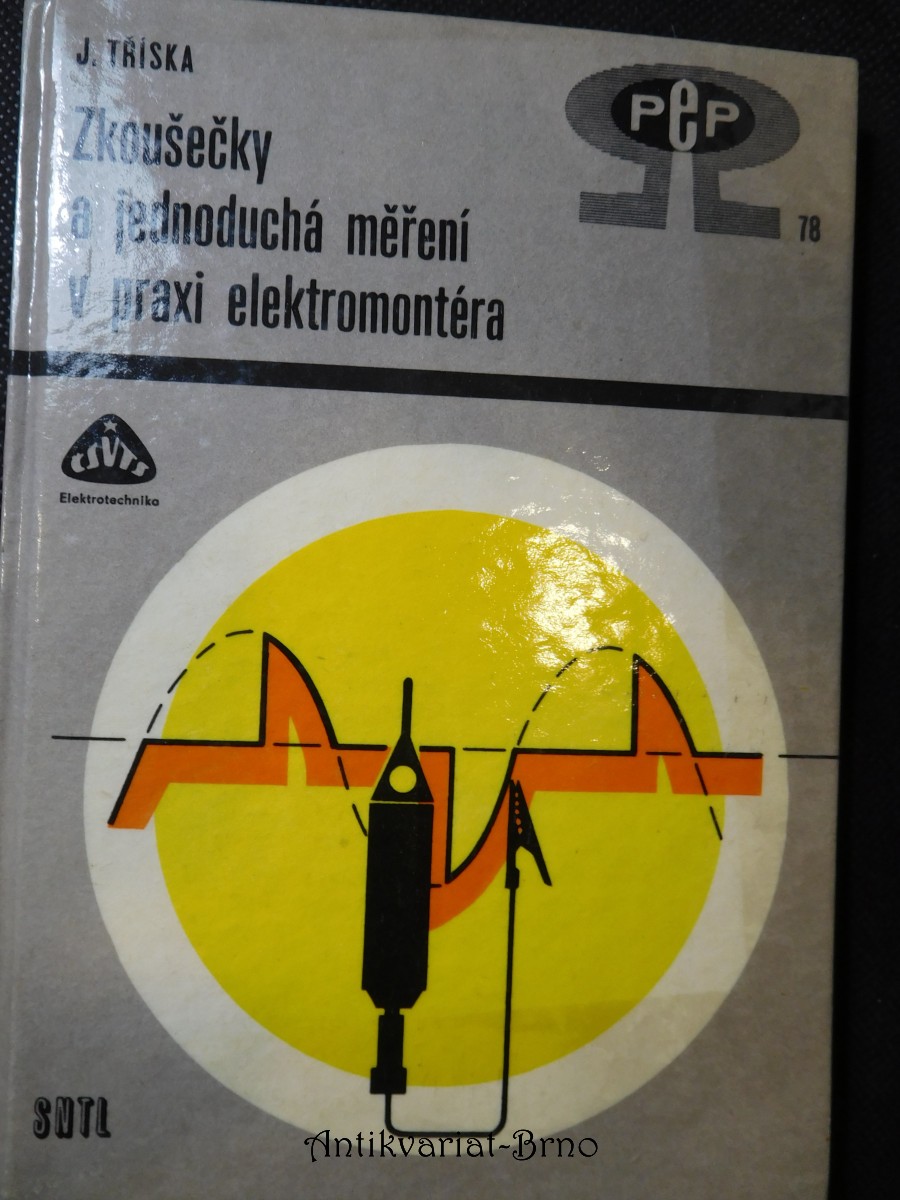 J. TŘÍSKA
PeP
Zkoušečky
a jednoduchá měření
v praxi elektromontéra
78
ČSVTS
Elektrotechnika
SNTL
Antikvariat-Brno